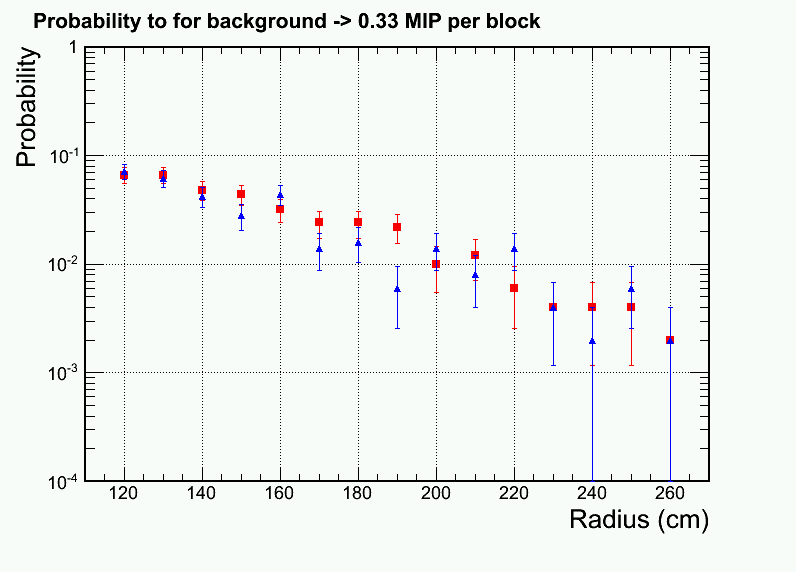 Probability to for background -> 0.33 MIP per block
Probability
1
10-1
10-2
10-3
10-4
120 140 160 180 200 220 240 260
Radius (cm)